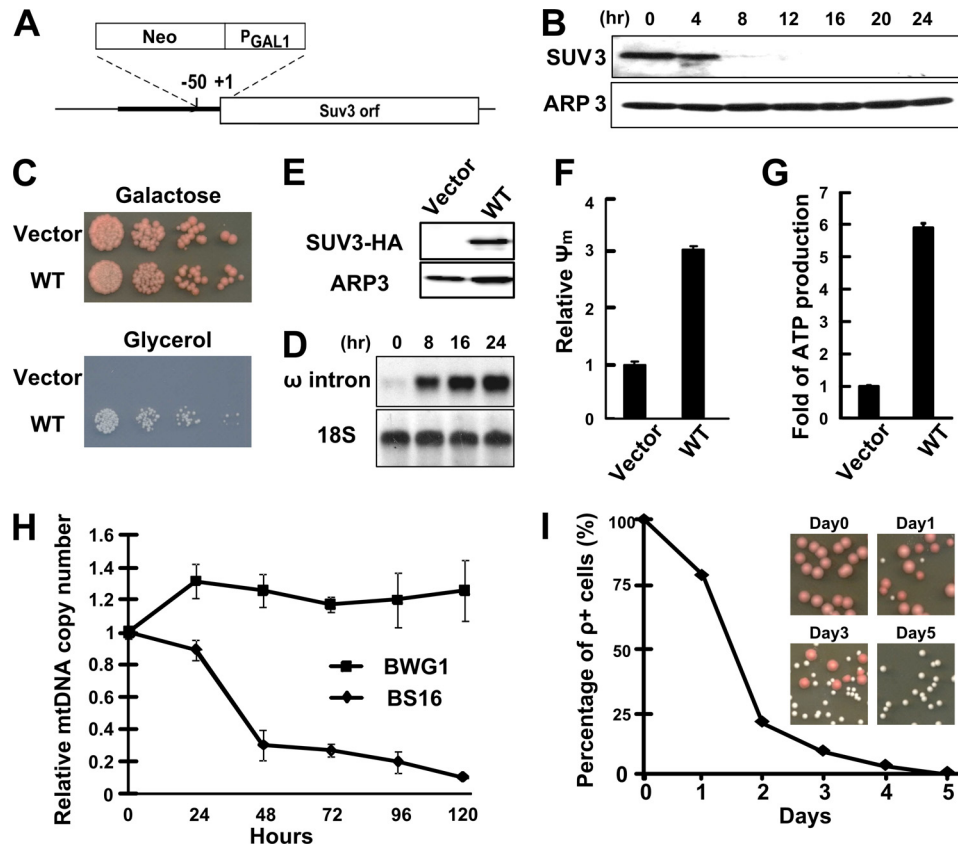 A
Neo
PGAL1
-50 +1
Suv3 orf
B
(hr) 0 4 8 12 16 20 24
SUV3
ARP3
C
Galactose
Vector
WT
Glycerol
Vector
WT
E
Vector
WT
SUV3-HA
ARP3
D
(hr) 0 8 16 24
ω intron
18S
F
Relative Ψm
4
3
2
1
0
Vector
WT
G
Fold of ATP production
7
6
5
4
3
2
1
0
Vector
WT
H
Relative mtDNA copy number
1.6
1.4
1.2
1
0.8
0.6
0.4
0.2
0
BWG1
BS16
0 24 48 72 96 120
Hours
I
Percentage of ρ+ cells (%)
100
75
50
25
0
Day0 Day1
Day3 Day5
0 1 2 3 4 5
Days